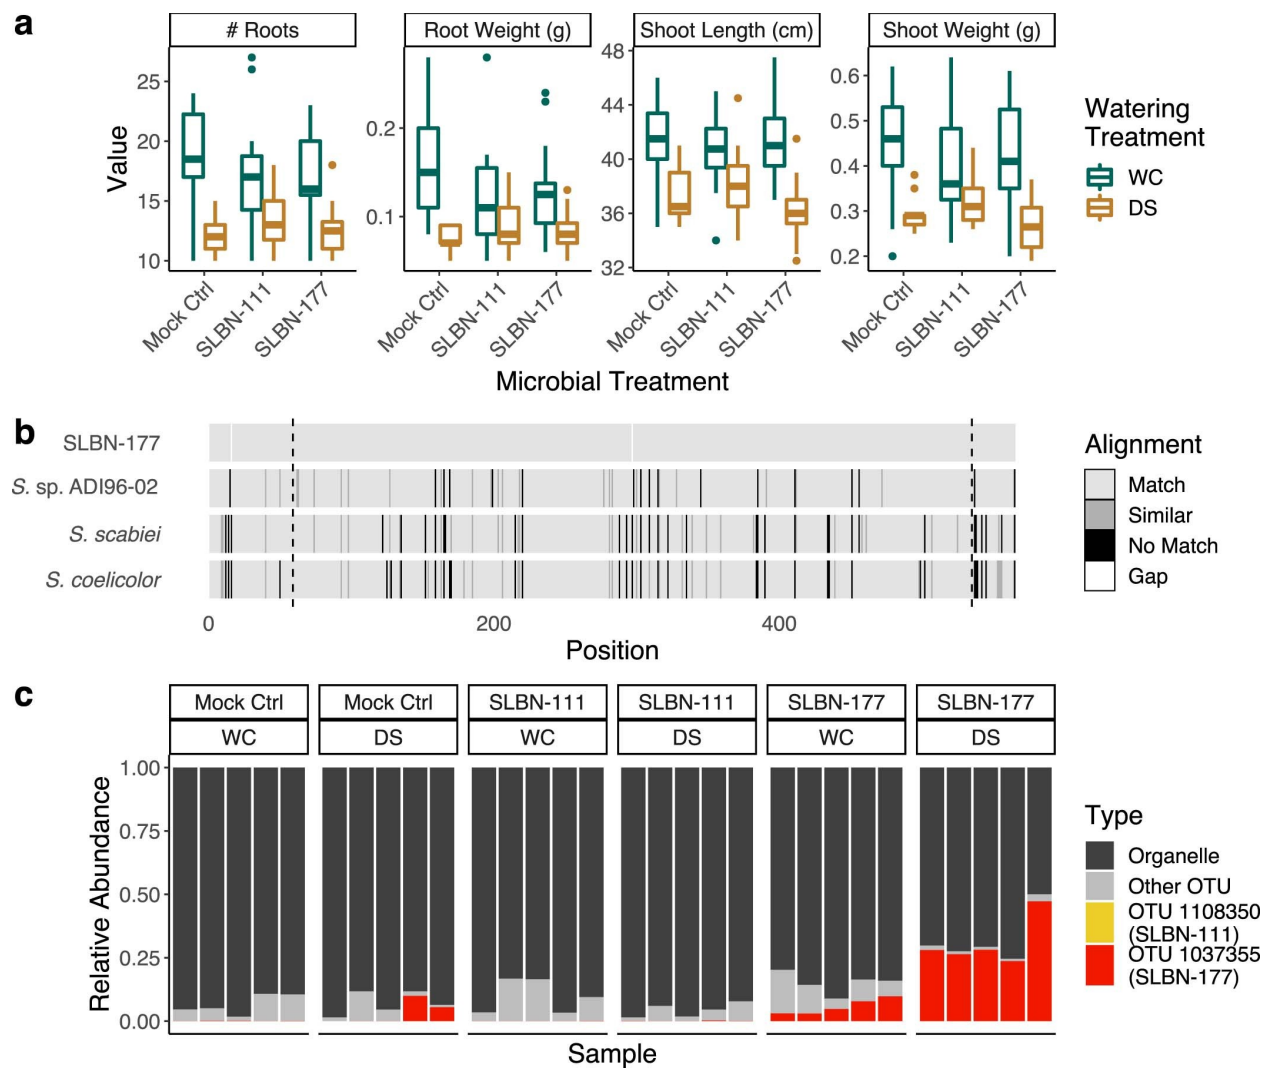 a
# Roots
Root Weight (g)
Shoot Length (cm)
Shoot Weight (g)
Value
25
20
15
10
0.2
0.1
48
44
40
36
32
0.6
0.5
0.4
0.3
0.2
Mock Ctrl
SLBN-111
SLBN-177
Mock Ctrl
SLBN-111
SLBN-177
Mock Ctrl
SLBN-111
SLBN-177
Mock Ctrl
SLBN-111
SLBN-177
Microbial Treatment
Watering
Treatment
WC
DS
b
SLBN-177
S. sp. ADI96-02
S. scabiei
S. coelicolor
0
200
400
Position
Alignment
Match
Similar
No Match
Gap
c
Mock Ctrl
Mock Ctrl
SLBN-111
SLBN-111
SLBN-177
SLBN-177
WC
DS
WC
DS
WC
DS
Relative Abundance
1.00
0.75
0.50
0.25
0.00
Sample
Type
Organelle
Other OTU
OTU 1108350
(SLBN-111)
OTU 1037355
(SLBN-177)